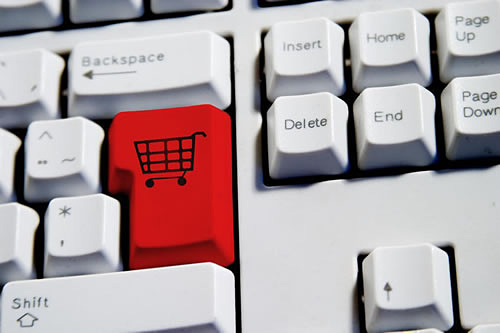 Insert
Home
Page
Up
Backspace
Delete
End
Page
Down
^
¨ ~
*
'
Shift